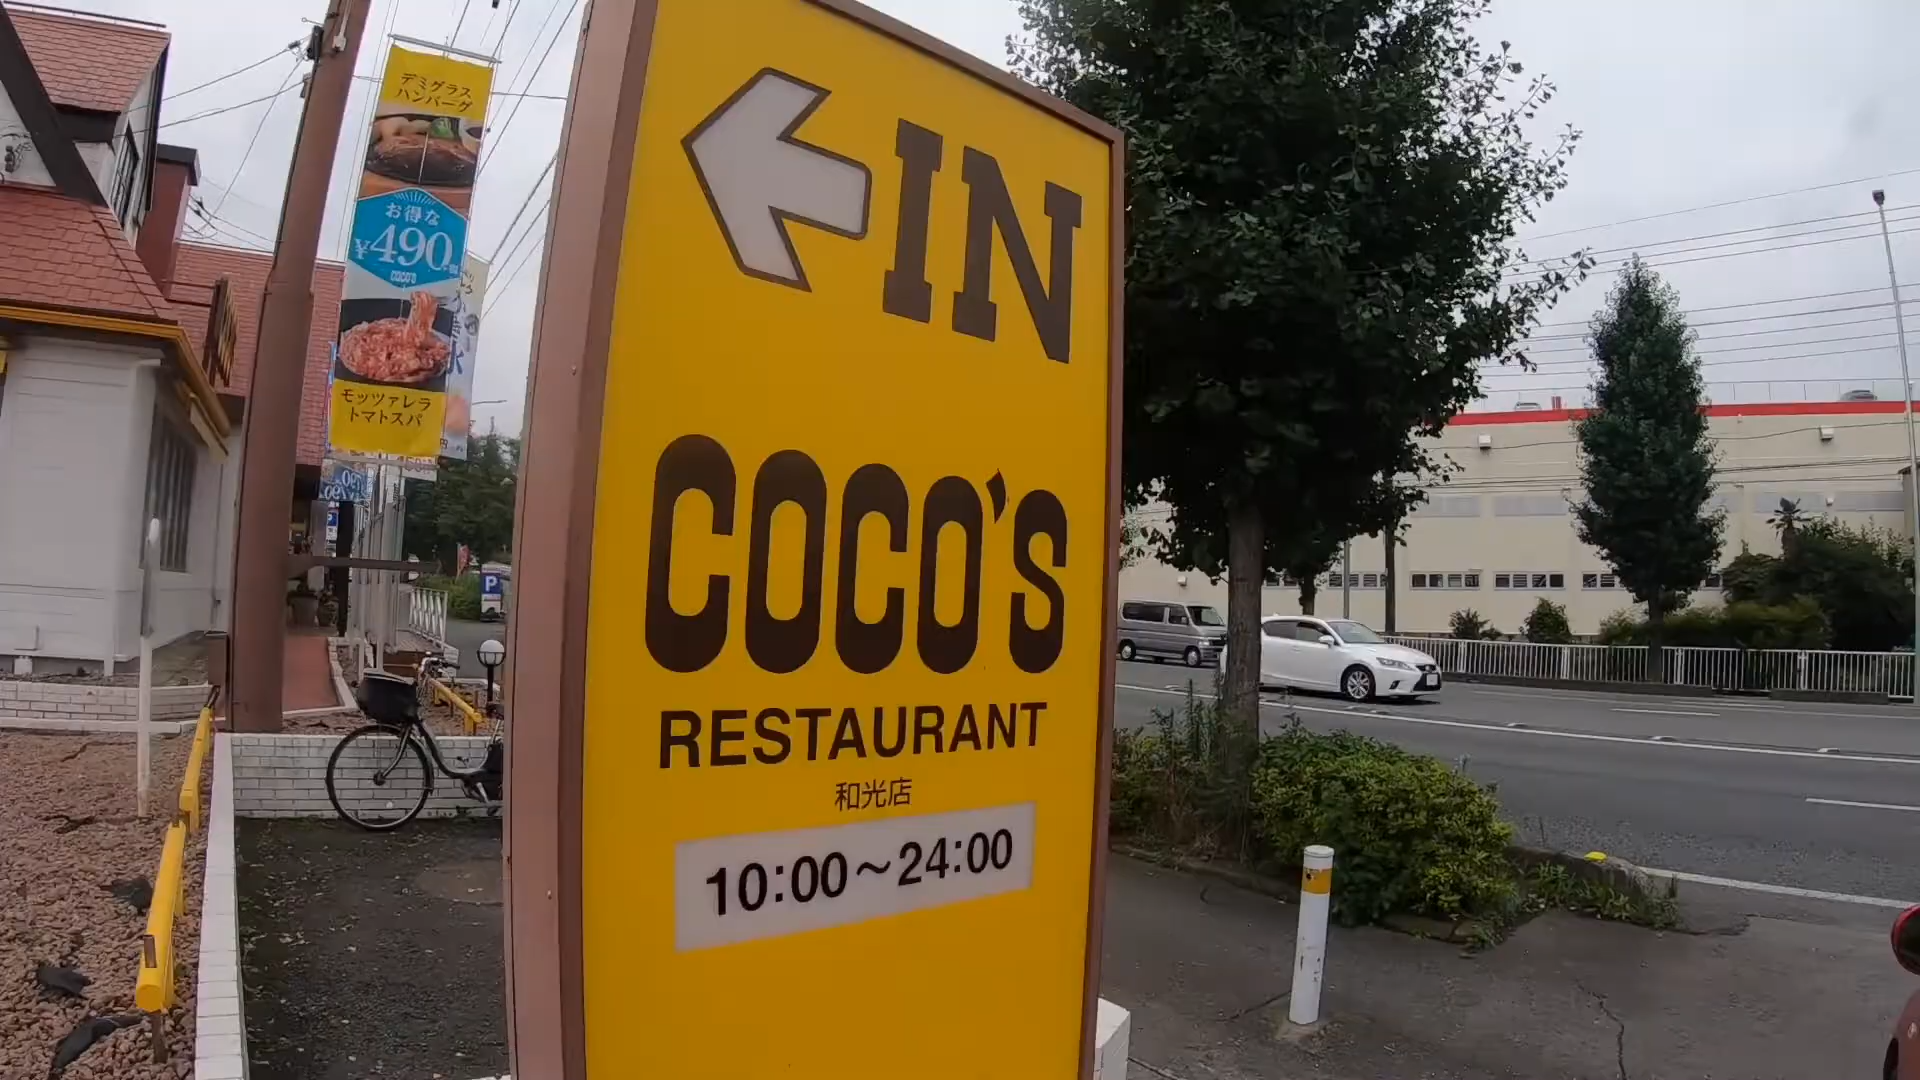 デミグラス
ハンバーグ
お得な
¥490
COCO'S
モッツァレラ
トマトスパ
IN
COCO'S
RESTAURANT
和光店
10:00～24:00
P